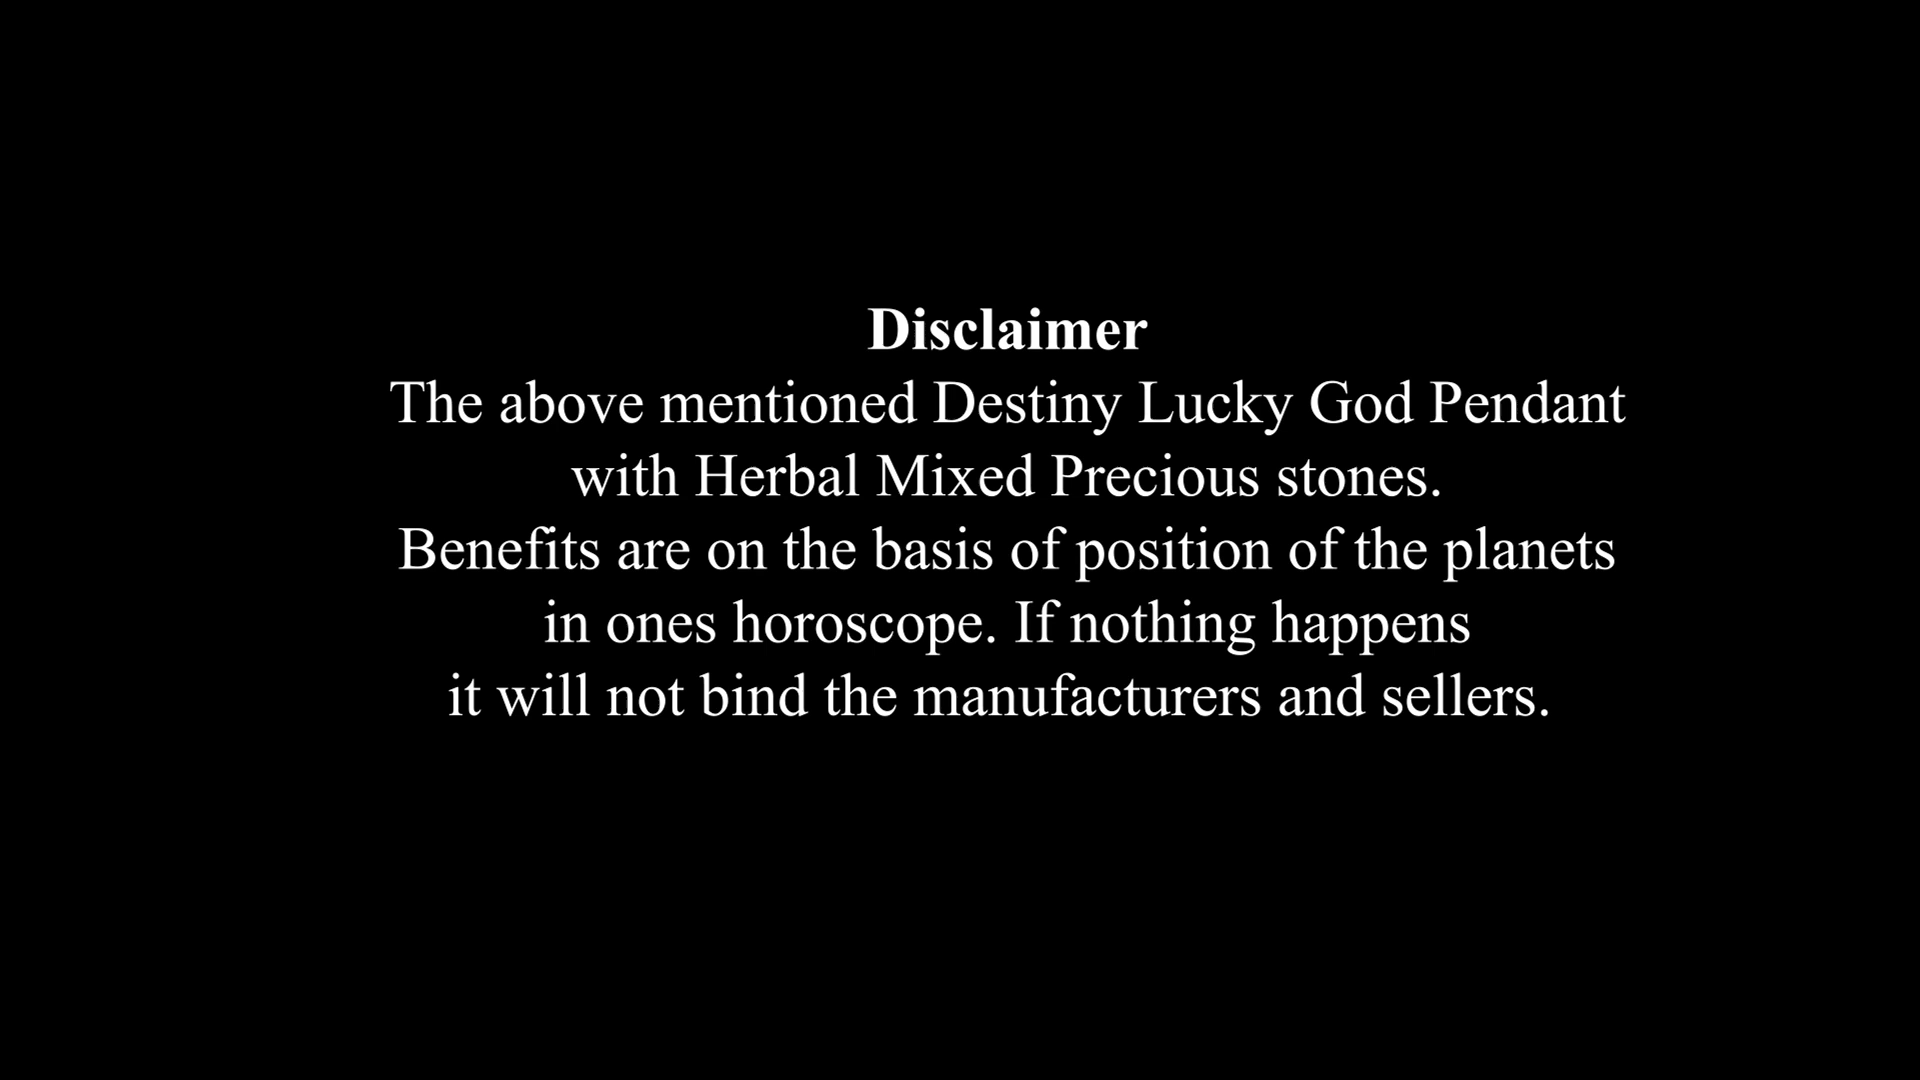 Disclaimer
The above mentioned Destiny Lucky God Pendant
with Herbal Mixed Precious stones.
Benefits are on the basis of position of the planets
in ones horoscope. If nothing happens
it will not bind the manufacturers and sellers.